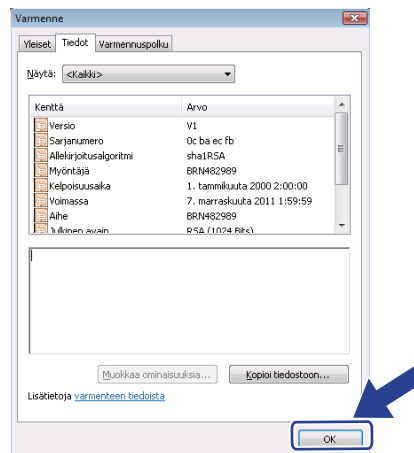 Varmenne
Yleiset Tiedot Varmennuspolku
Näytä: <Kaikki>
Kenttä Arvo
Versio V1
Sarjanumero 0c ba ec fb
Allekirjoitusalgoritmi sha1RSA
Myöntäjä BRN482989
Kelpoisuusaika 1. tammikuuta 2000 2:00:00
Voimassa 7. marraskuuta 2011 1:59:59
Aihe BRN482989
Julkinen avain RSA (1024 Bits)
Muokkaa ominaisuuksia... Kopioi tiedostoon...
Lisätietoja varmenteen tiedoista
OK